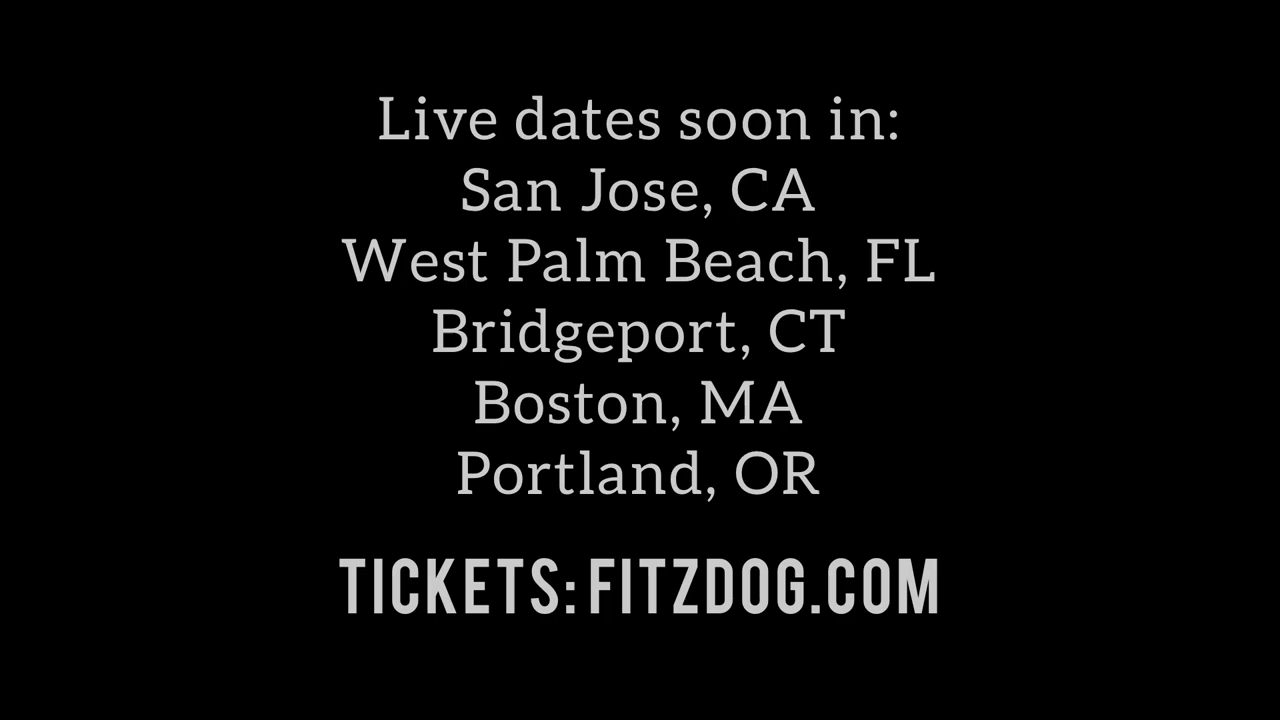 Live dates soon in:
San Jose, CA
West Palm Beach, FL
Bridgeport, CT
Boston, MA
Portland, OR
TICKETS: FITZDOG.COM